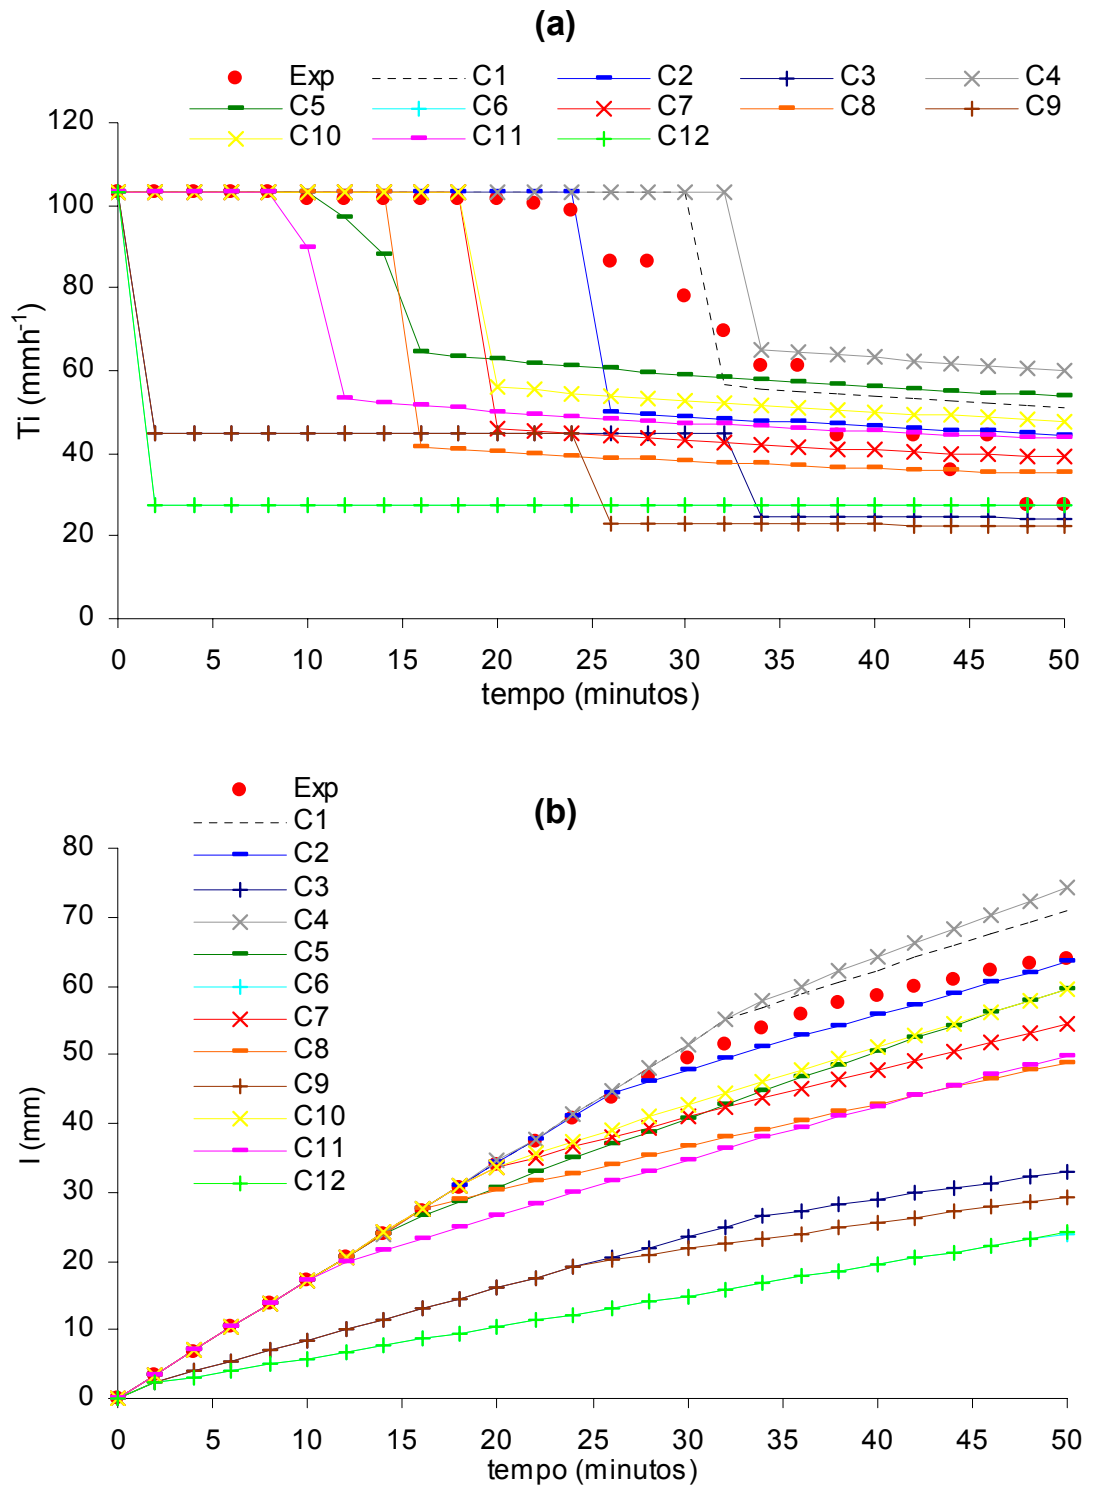 (a)
Exp C1 C2 C3 C4
C5 C6 C7 C8 C9
C10 C11 C12
120
100
80
60
40
20
0
Ti (mmh⁻¹)
0 5 10 15 20 25 30 35 40 45 50
tempo (minutos)
(b)
Exp
C1
C2
C3
C4
C5
C6
C7
C8
C9
C10
C11
C12
80
70
60
50
40
30
20
10
0
I (mm)
0 5 10 15 20 25 30 35 40 45 50
tempo (minutos)